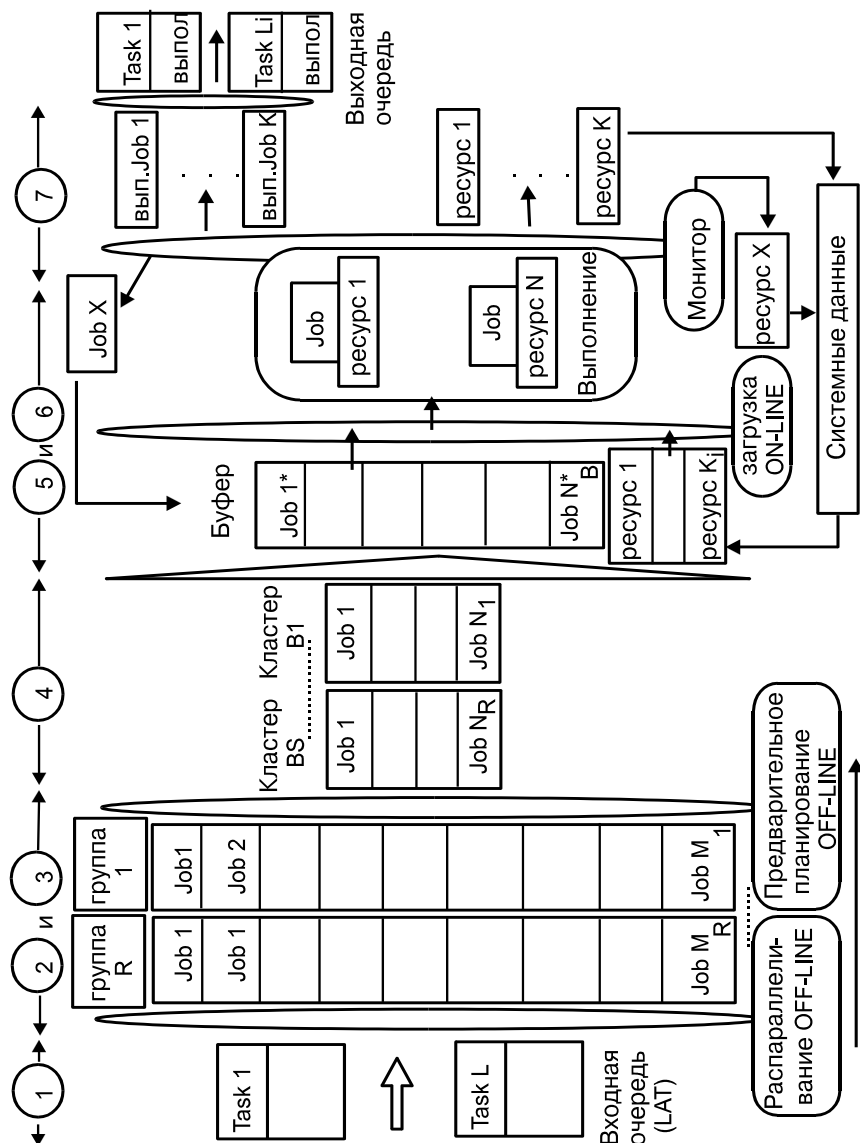 1
2
и
3
4
5
и
6
7
Task 1
Task L
Входная
очередь
(LAT)
группа
R
Job 1
Job 1
Job M
R
группа
1
Job1
Job 2
Job M
1
Распараллели-
вание OFF-LINE
Предварительное
планирование
OFF-LINE
Кластер
BS
Job 1
Job N
R
Кластер
B1
Job 1
Job N
1
Буфер
Job 1*
Job N*
B
ресурс 1
ресурс K
i
загрузка
ON-LINE
Job X
Job
ресурс 1
Job
ресурс N
Выполнение
Монитор
ресурс X
Системные данные
вып.Job 1
вып.Job K
ресурс 1
ресурс K
Task 1
выпол
Task Li
выпол
Выходная
очередь